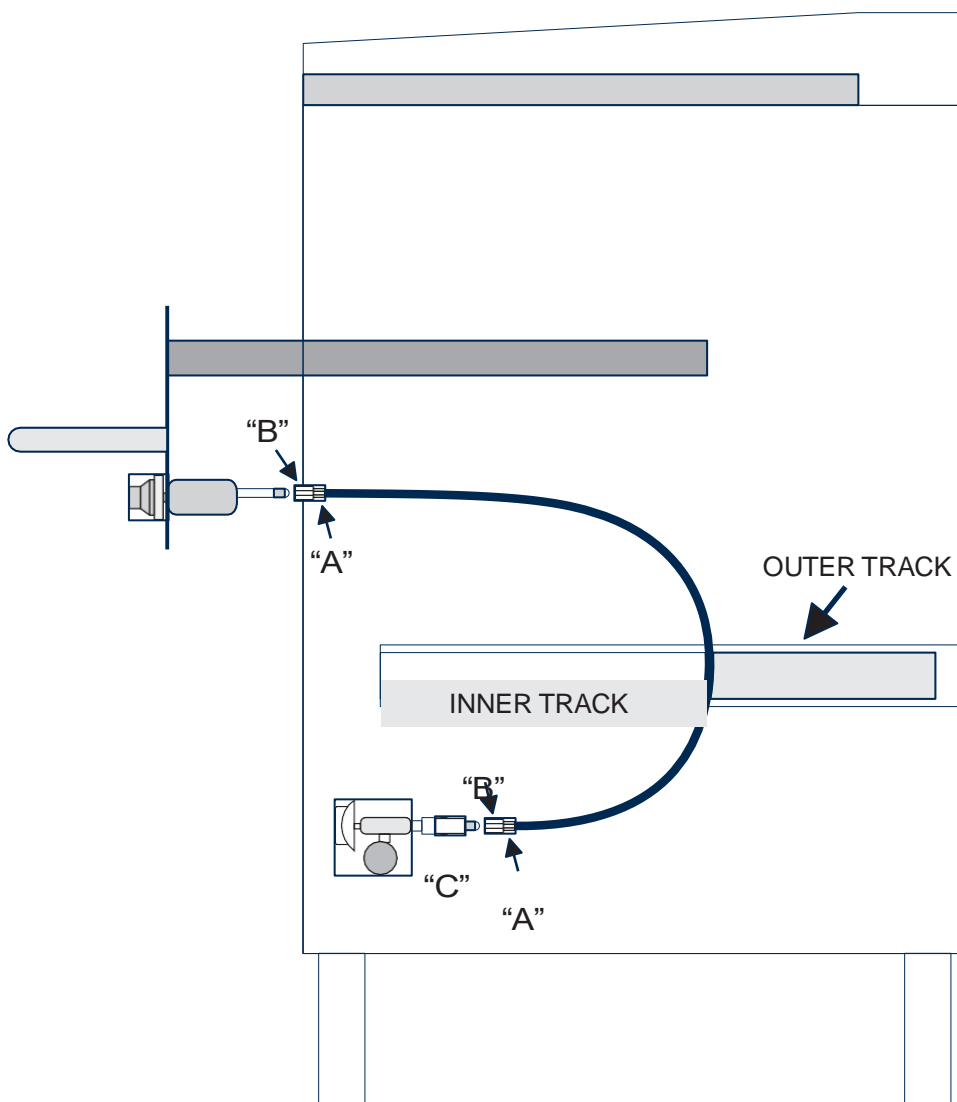 “B”
“A”
OUTER TRACK
INNER TRACK
“B”
“C”
“A”